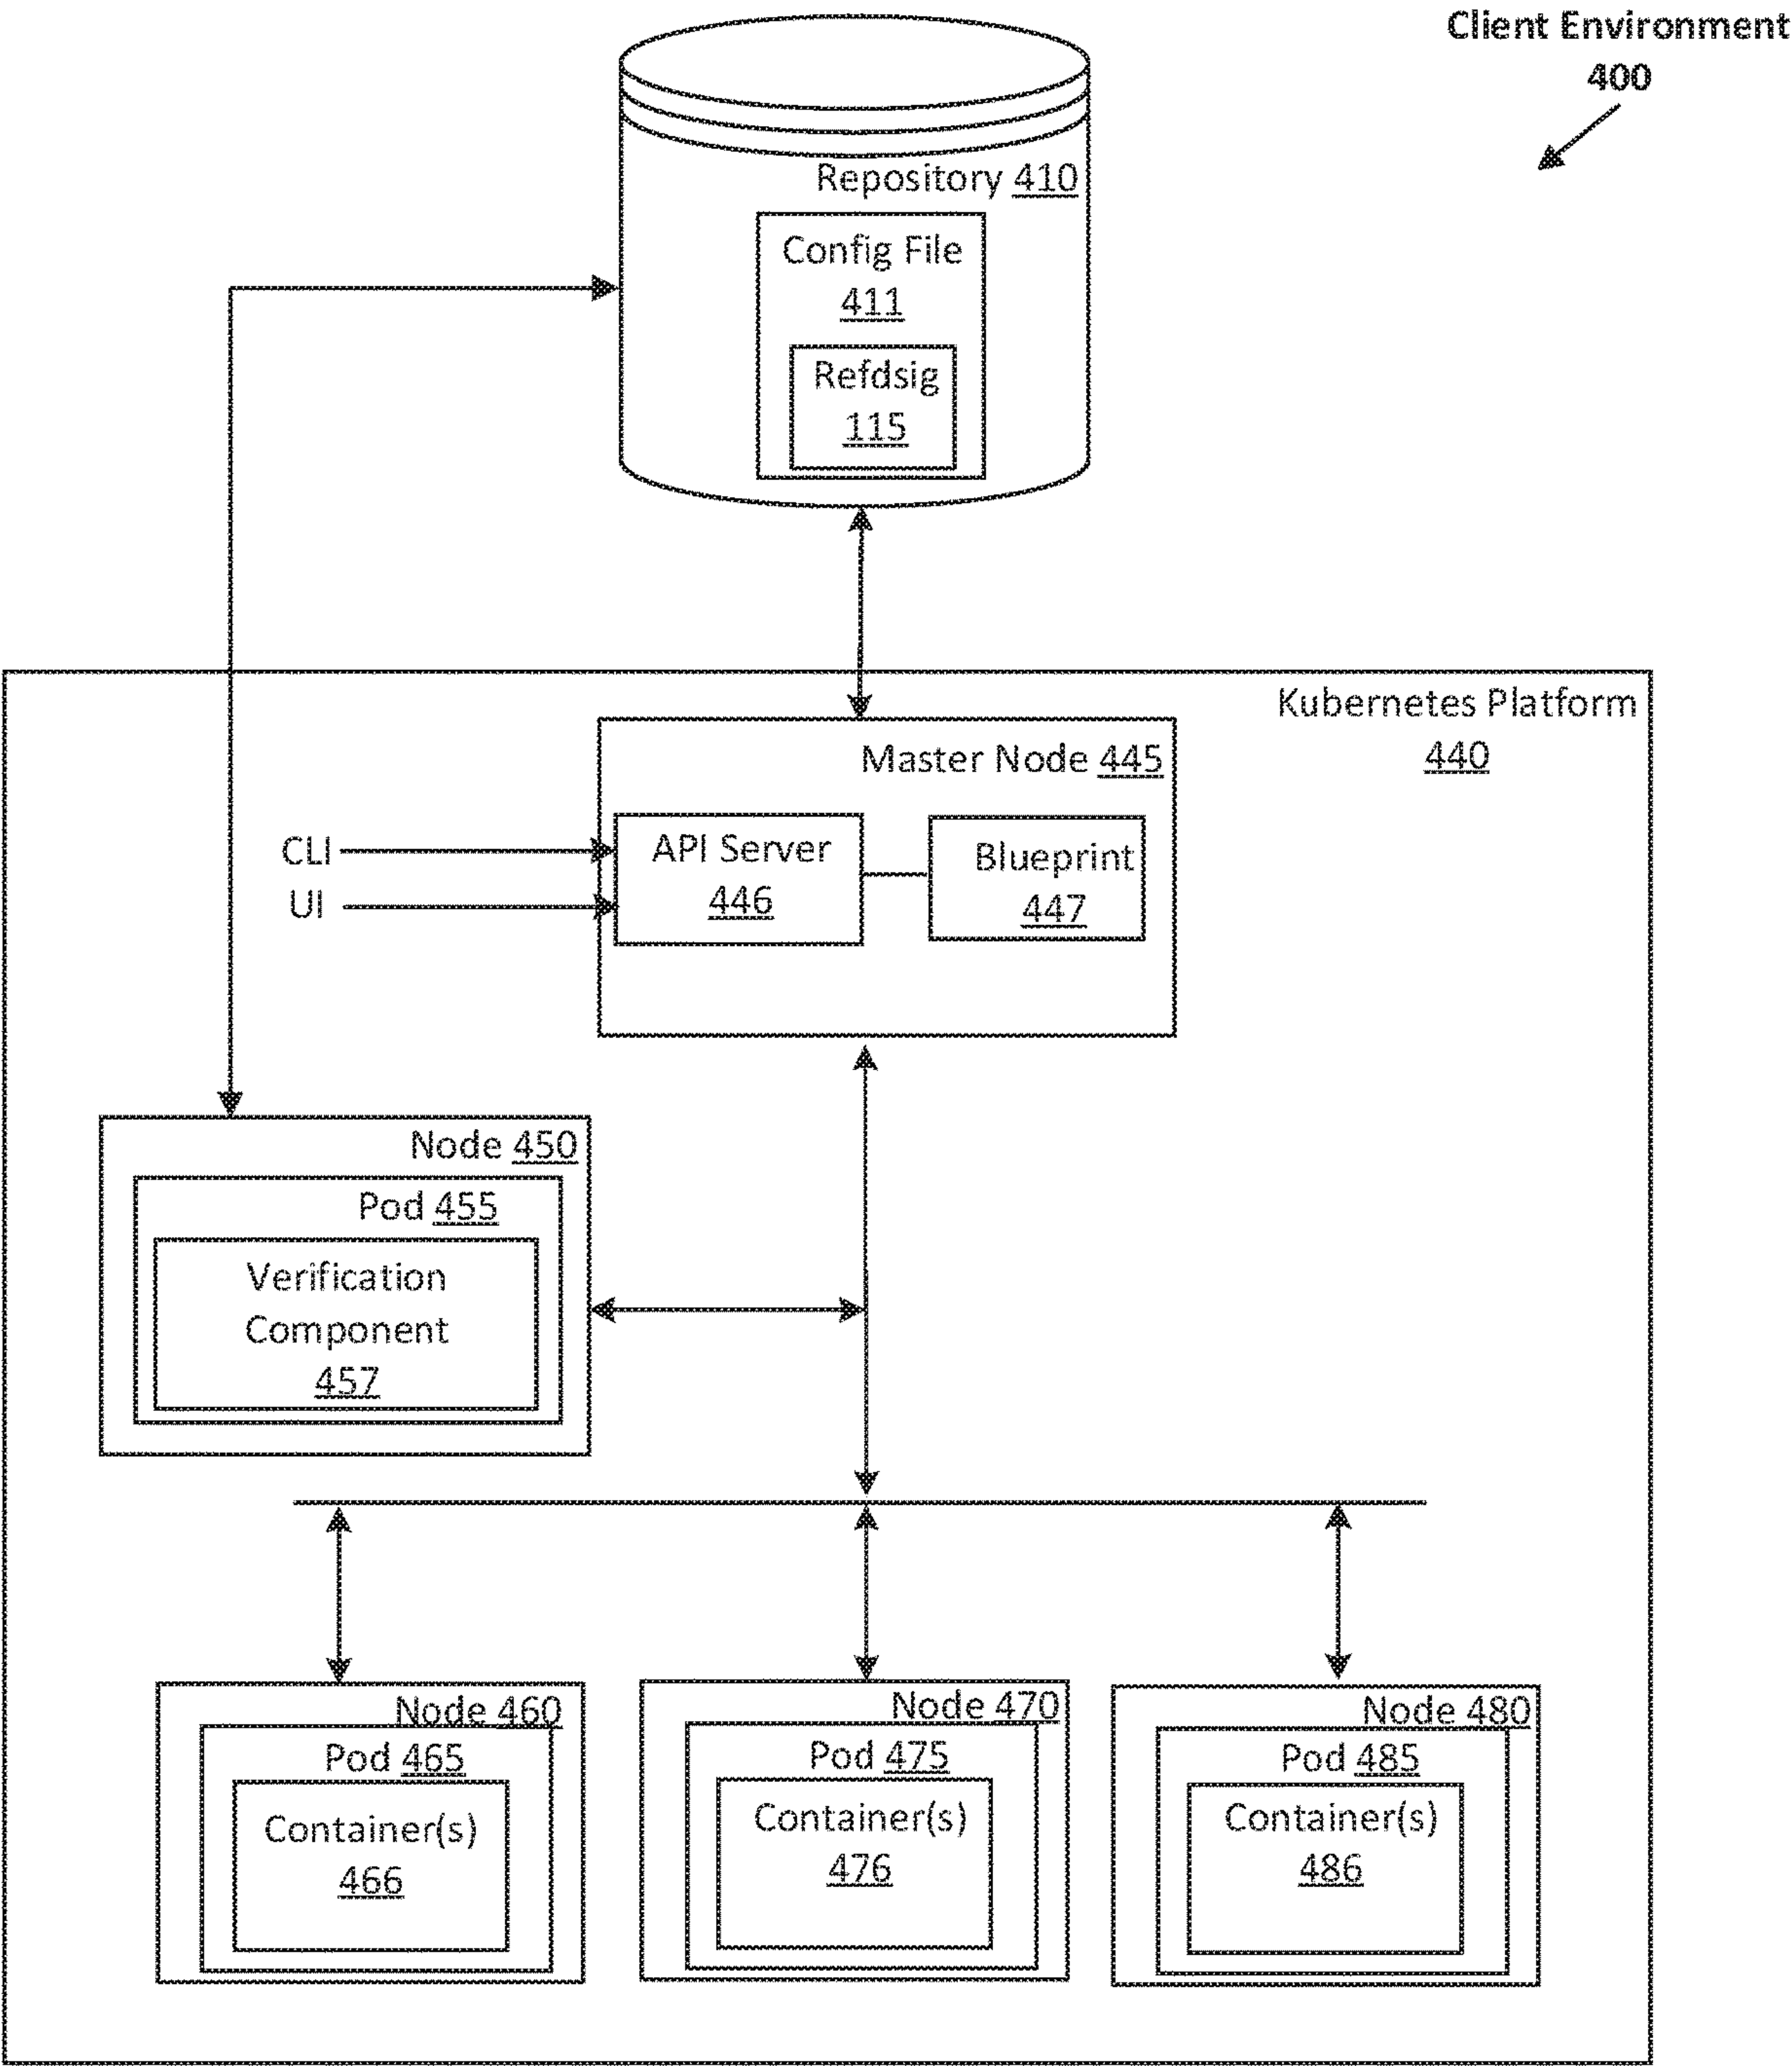 Client Environment
400
Repository 410
Config File
411
Refdsig
115
Kubernetes Platform
440
Master Node 445
CLI
UI
API Server
446
Blueprint
447
Node 450
Pod 455
Verification
Component
457
Node 460
Pod 465
Container(s)
466
Node 470
Pod 475
Container(s)
476
Node 480
Pod 485
Container(s)
486